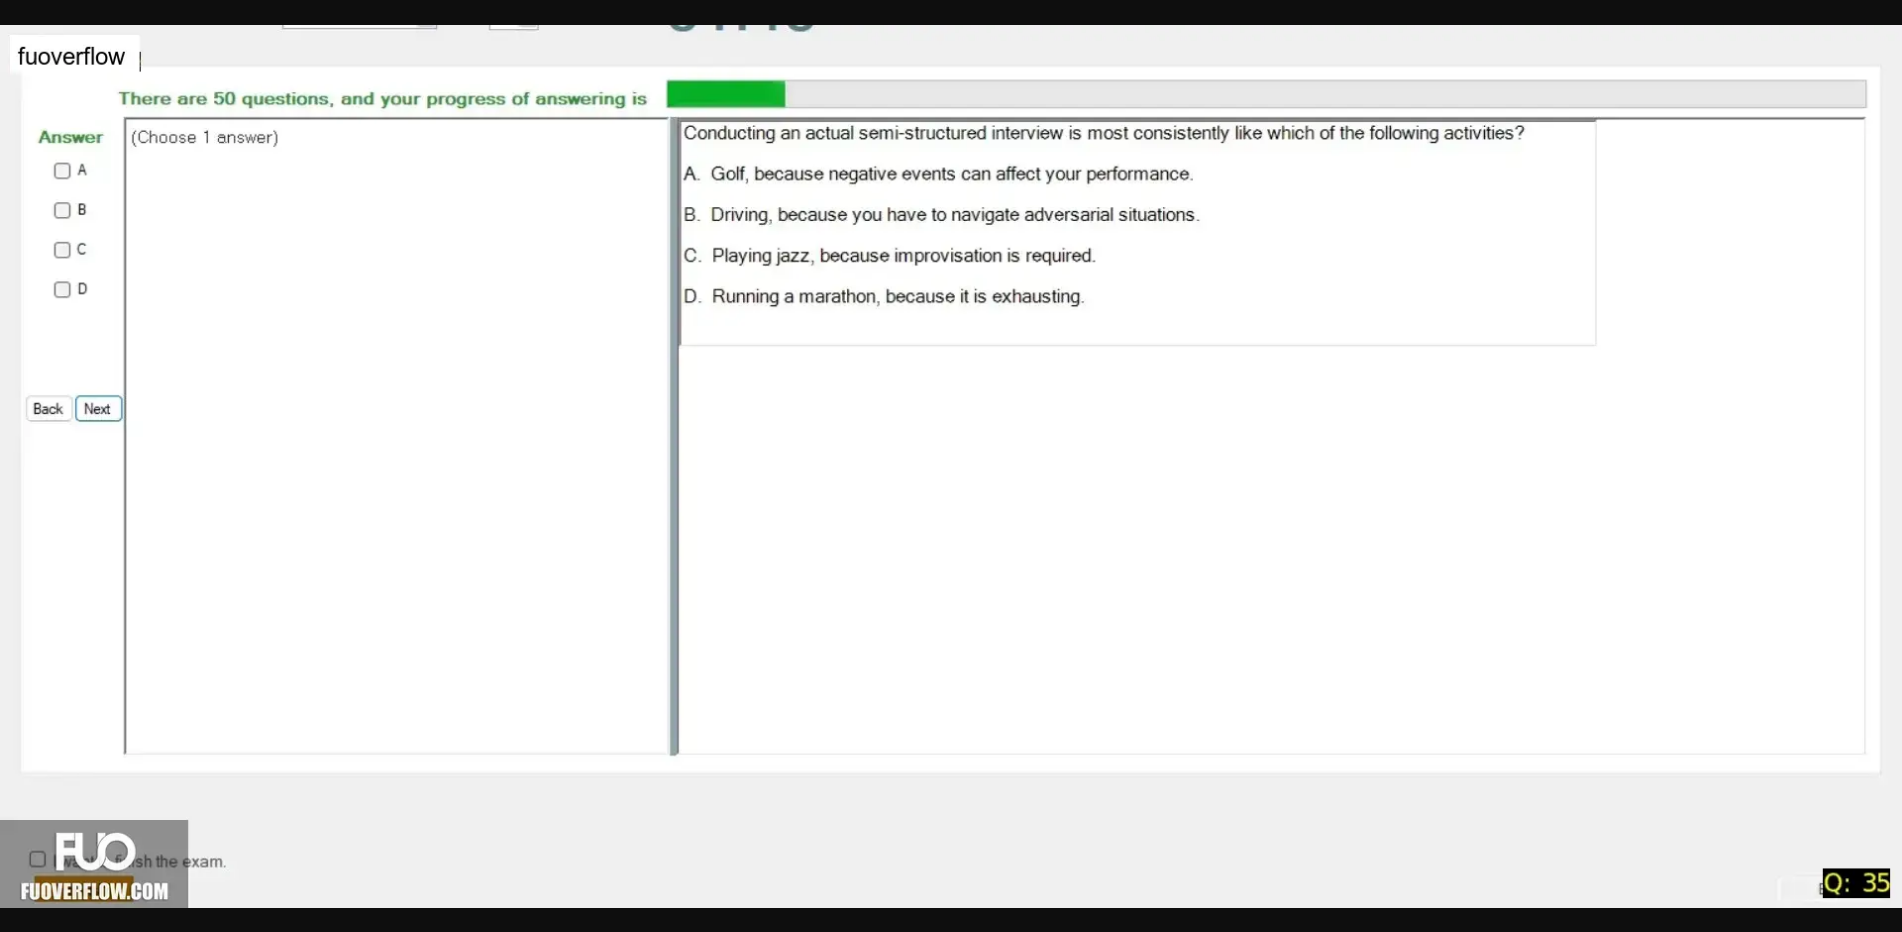 fuoverflow
There are 50 questions, and your progress of answering is
Answer
(Choose 1 answer)
A
B
C
D
Back
Next
Conducting an actual semi-structured interview is most consistently like which of the following activities?
A. Golf, because negative events can affect your performance.
B. Driving, because you have to navigate adversarial situations.
C. Playing jazz, because improvisation is required.
D. Running a marathon, because it is exhausting.
FUO
the exam.
FUOVERFLOW.COM
Q: 35